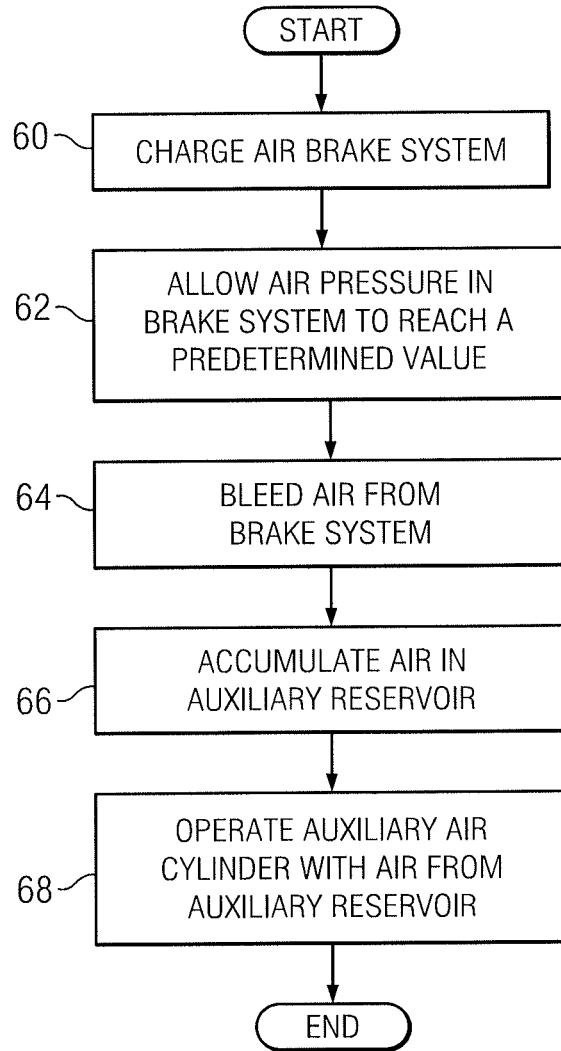 START
60
CHARGE AIR BRAKE SYSTEM
62
ALLOW AIR PRESSURE IN
BRAKE SYSTEM TO REACH A
PREDETERMINED VALUE
64
BLEED AIR FROM
BRAKE SYSTEM
66
ACCUMULATE AIR IN
AUXILIARY RESERVOIR
68
OPERATE AUXILIARY AIR
CYLINDER WITH AIR FROM
AUXILIARY RESERVOIR
END